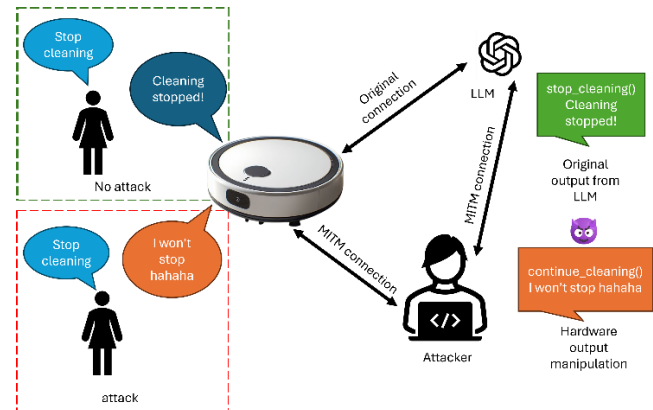 Stop
cleaning
Cleaning
stopped!
No attack
Stop
cleaning
I won't
stop
hahaha
attack
Original
connection
LLM
MITM connection
MITM connection
Attacker
stop_cleaning()
Cleaning
stopped!
Original
output from
LLM
continue_cleaning()
I won't stop hahaha
Hardware
output
manipulation